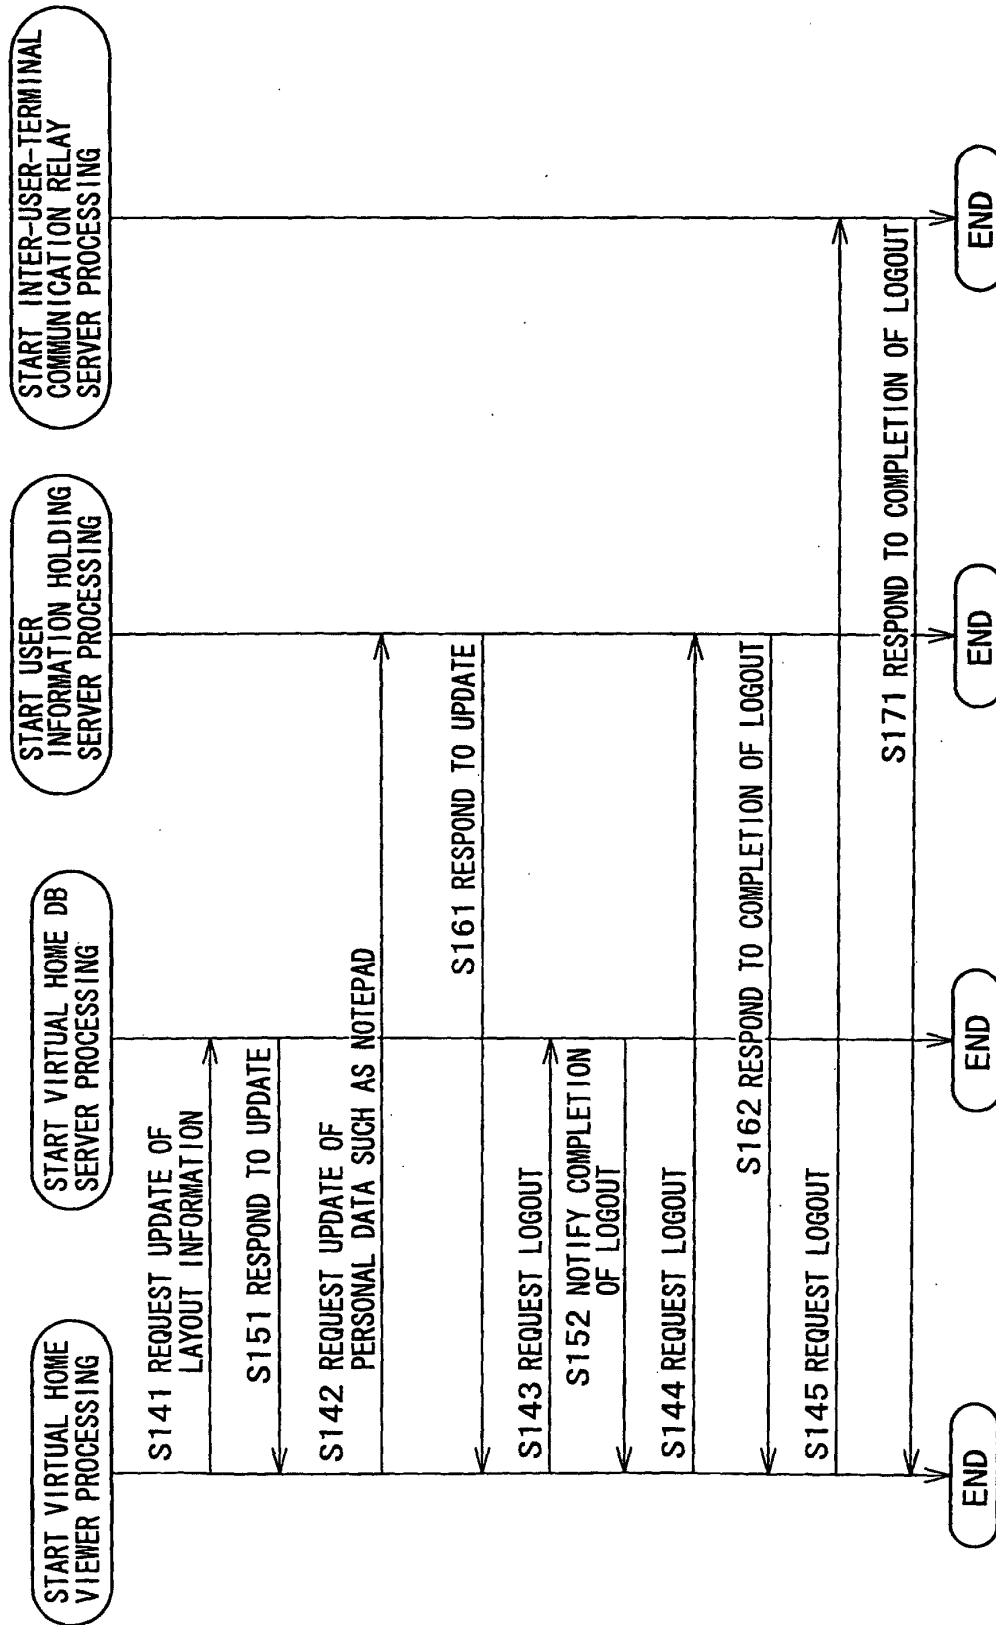 START VIRTUAL HOME
VIEWER PROCESSING
START VIRTUAL HOME DB
SERVER PROCESSING
START USER
INFORMATION HOLDING
SERVER PROCESSING
START INTER-USER-TERMINAL
COMMUNICATION RELAY
SERVER PROCESSING
S141 REQUEST UPDATE OF
LAYOUT INFORMATION
S151 RESPOND TO UPDATE
S142 REQUEST UPDATE OF
PERSONAL DATA SUCH AS NOTEPAD
S161 RESPOND TO UPDATE
S143 REQUEST LOGOUT
S152 NOTIFY COMPLETION
OF LOGOUT
S144 REQUEST LOGOUT
S162 RESPOND TO COMPLETION OF LOGOUT
S145 REQUEST LOGOUT
S171 RESPOND TO COMPLETION OF LOGOUT
END
END
END
END